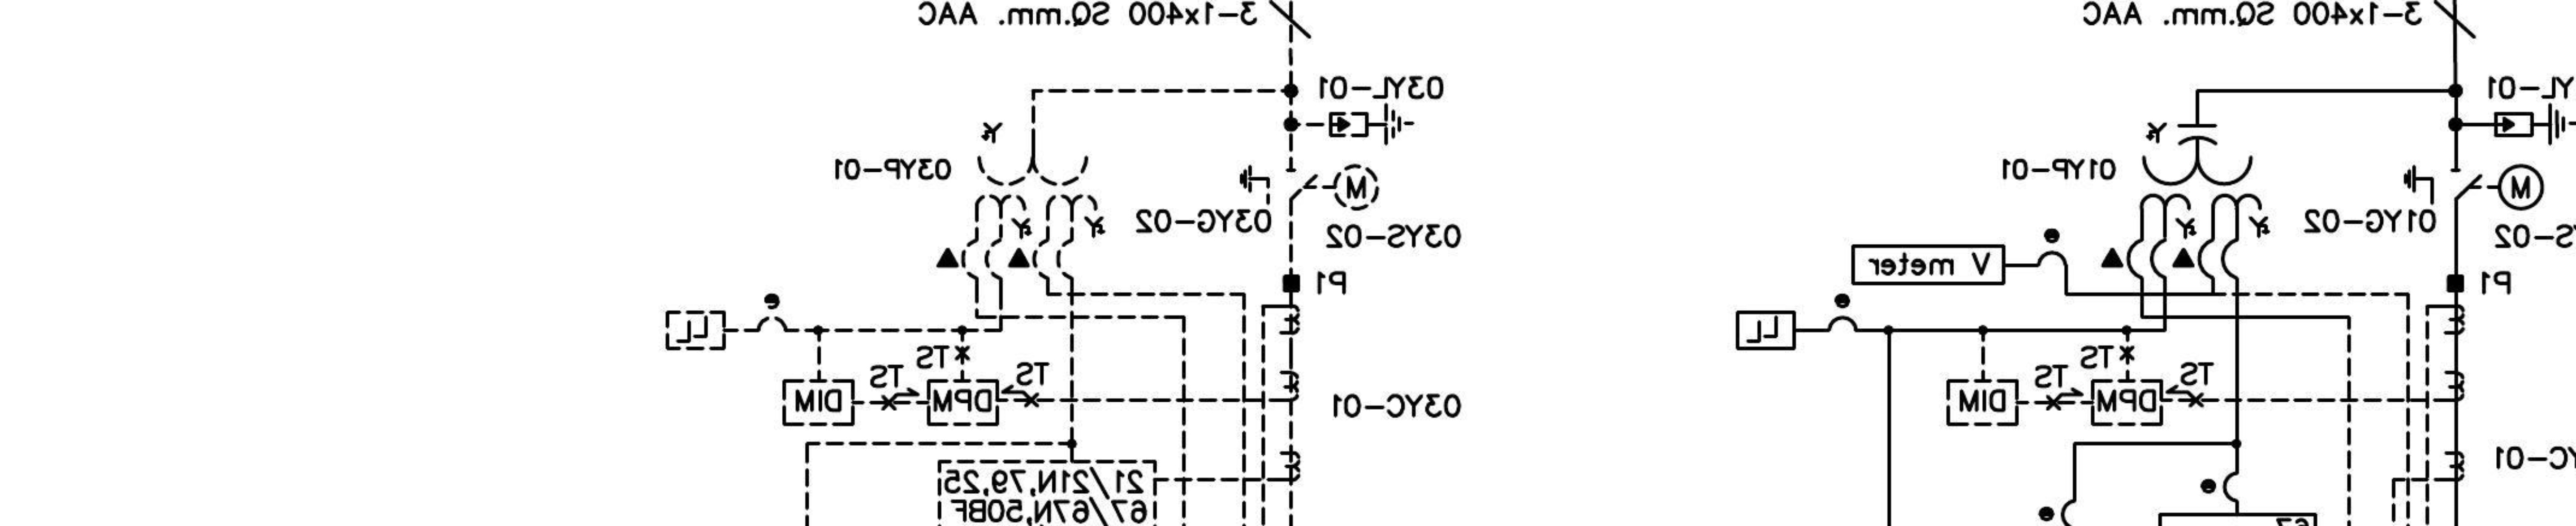 3-1x400 SQ.mm. AAC
3-1x400 SQ.mm. AAC
03YL-01
YL-01
03YP-01
01YP-01
M
M
03YG-02
01YG-02
03YS-02
YS-02
V meter
P1
P1
LL
LL
TS
TS
TS
TS
TS
TS
DIM
DPM
DIM
DPM
03YC-01
YC-01
21/21N,79,25
67/67N,50BF
67